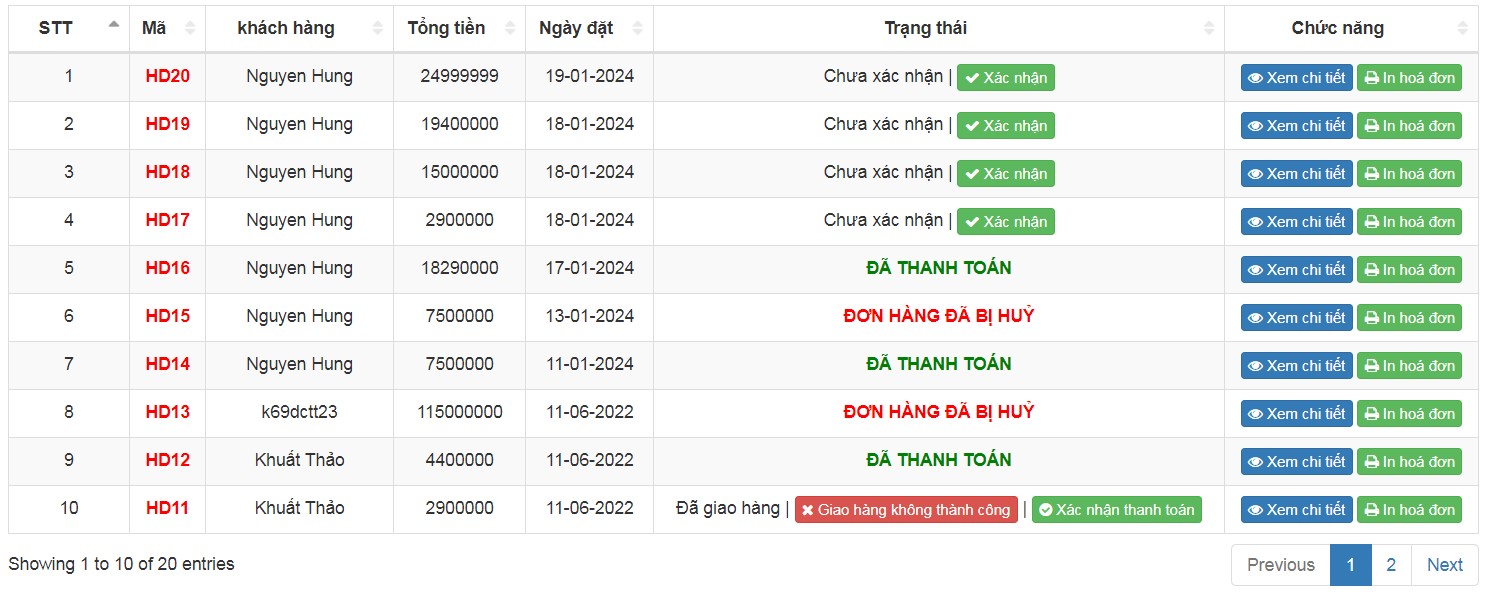 STT Mã khách hàng Tổng tiền Ngày đặt Trạng thái Chức năng
1 HD20 Nguyen Hung 24999999 19-01-2024 Chưa xác nhận | Xác nhận Xem chi tiết In hoá đơn
2 HD19 Nguyen Hung 19400000 18-01-2024 Chưa xác nhận | Xác nhận Xem chi tiết In hoá đơn
3 HD18 Nguyen Hung 15000000 18-01-2024 Chưa xác nhận | Xác nhận Xem chi tiết In hoá đơn
4 HD17 Nguyen Hung 2900000 18-01-2024 Chưa xác nhận | Xác nhận Xem chi tiết In hoá đơn
5 HD16 Nguyen Hung 18290000 17-01-2024 ĐÃ THANH TOÁN Xem chi tiết In hoá đơn
6 HD15 Nguyen Hung 7500000 13-01-2024 ĐƠN HÀNG ĐÃ BỊ HUỶ Xem chi tiết In hoá đơn
7 HD14 Nguyen Hung 7500000 11-01-2024 ĐÃ THANH TOÁN Xem chi tiết In hoá đơn
8 HD13 k69dctt23 115000000 11-06-2022 ĐƠN HÀNG ĐÃ BỊ HUỶ Xem chi tiết In hoá đơn
9 HD12 Khuất Thảo 4400000 11-06-2022 ĐÃ THANH TOÁN Xem chi tiết In hoá đơn
10 HD11 Khuất Thảo 2900000 11-06-2022 Đã giao hàng | Giao hàng không thành công | Xác nhận thanh toán Xem chi tiết In hoá đơn
Showing 1 to 10 of 20 entries Previous 1 2 Next